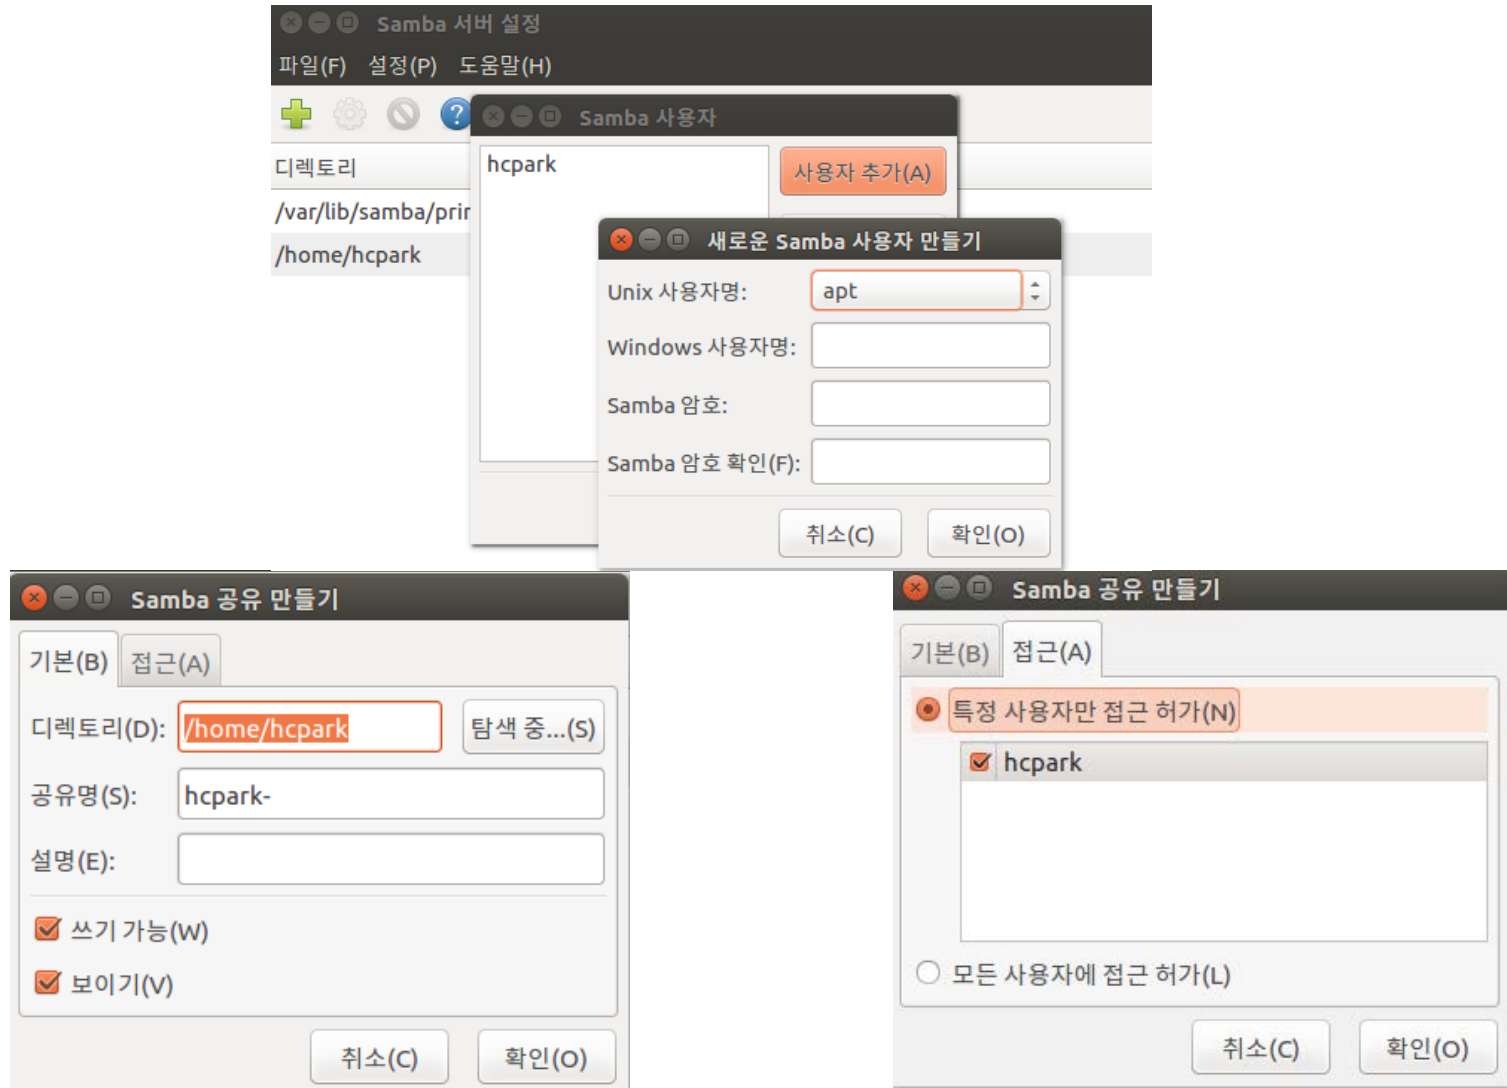 Samba 서버 설정
파일(F) 설정(P) 도움말(H)
디렉토리
/var/lib/samba/prin
/home/hcpark
Samba 사용자
hcpark
사용자 추가(A)
새로운 Samba 사용자 만들기
Unix 사용자명: apt
Windows 사용자명:
Samba 암호:
Samba 암호 확인(F):
취소(C) 확인(O)
Samba 공유 만들기
기본(B) 접근(A)
디렉토리(D): /home/hcpark 탐색 중...(S)
공유명(S): hcpark-
설명(E):
쓰기 가능(W)
보이기(V)
취소(C) 확인(O)
Samba 공유 만들기
기본(B) 접근(A)
특정 사용자만 접근 허가(N)
hcpark
모든 사용자에 접근 허가(L)
취소(C) 확인(O)